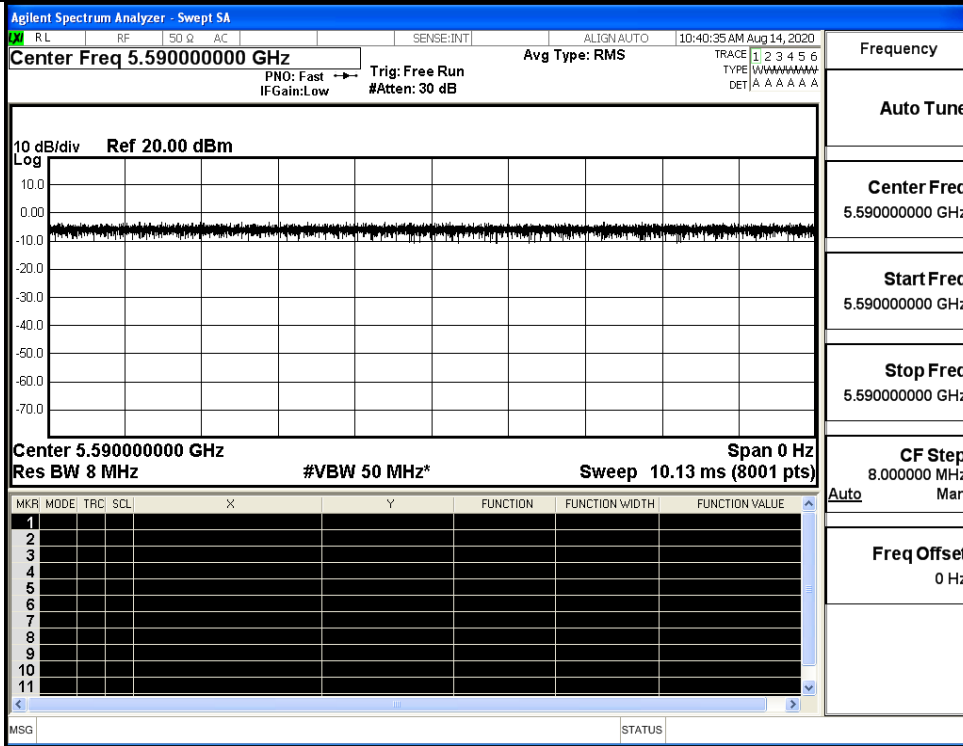 Agilent Spectrum Analyzer - Swept SA
LXI RL RF 50 Ω AC SENSE:INT ALIGN AUTO 10:40:35 AM Aug 14, 2020
Center Freq 5.590000000 GHz
PNO: Fast
IFGain:Low
Trig: Free Run
#Atten: 30 dB
Avg Type: RMS
TRACE 1 2 3 4 5 6
TYPE WWWWWW
DET A A A A A A
10 dB/div Ref 20.00 dBm
Log
10.0
0.00
-10.0
-20.0
-30.0
-40.0
-50.0
-60.0
-70.0
Center 5.590000000 GHz Span 0 Hz
Res BW 8 MHz #VBW 50 MHz* Sweep 10.13 ms (8001 pts)
MKR MODE TRC SCL X Y FUNCTION FUNCTION WIDTH FUNCTION VALUE
1
2
3
4
5
6
7
8
9
10
11
MSG STATUS
Frequency
Auto Tune
Center Freq
5.590000000 GHz
Start Freq
5.590000000 GHz
Stop Freq
5.590000000 GHz
CF Step
8.000000 MHz
Auto Man
Freq Offset
0 Hz